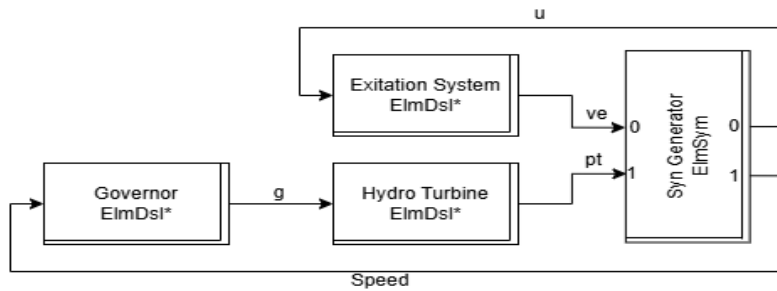 u
Exitation System
ElmDsl*
ve
0
0
Syn Generator
ElmSym
pt
1
1
Governor
ElmDsl*
g
Hydro Turbine
ElmDsl*
Speed